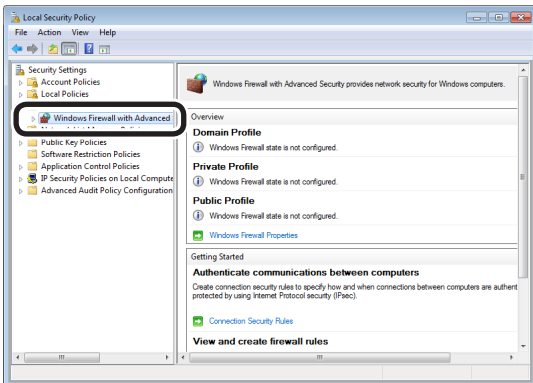 Local Security Policy
File Action View Help
Security Settings
Account Policies
Local Policies
Windows Firewall with Advanced
Public Key Policies
Software Restriction Policies
Application Control Policies
IP Security Policies on Local Compute
Advanced Audit Policy Configuration
Windows Firewall with Advanced Security provides network security for Windows computers.
Overview
Domain Profile
Windows Firewall state is not configured.
Private Profile
Windows Firewall state is not configured.
Public Profile
Windows Firewall state is not configured.
Windows Firewall Properties
Getting Started
Authenticate communications between computers
Create connection security rules to specify how and when connections between computers are authent
protected by using Internet Protocol security (IPsec).
Connection Security Rules
View and create firewall rules